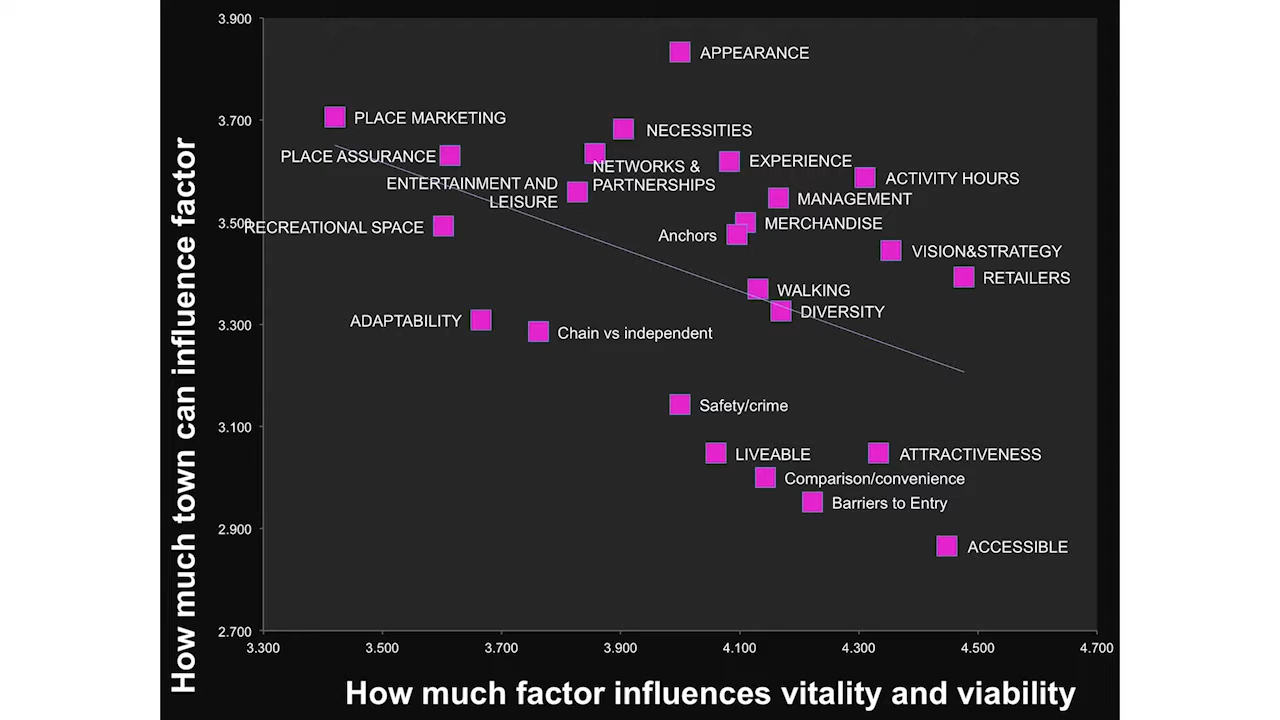 How much town can influence factor
3.900
3.700
3.500
3.300
3.100
2.900
2.700
APPEARANCE
PLACE MARKETING
NECESSITIES
PLACE ASSURANCE
NETWORKS &
PARTNERSHIPS
EXPERIENCE
ENTERTAINMENT AND
LEISURE
ACTIVITY HOURS
MANAGEMENT
RECREATIONAL SPACE
MERCHANDISE
Anchors
VISION&STRATEGY
RETAILERS
WALKING
DIVERSITY
ADAPTABILITY
Chain vs independent
Safety/crime
LIVEABLE
ATTRACTIVENESS
Comparison/convenience
Barriers to Entry
ACCESSIBLE
3.300
3.500
3.700
3.900
4.100
4.300
4.500
4.700
How much factor influences vitality and viability